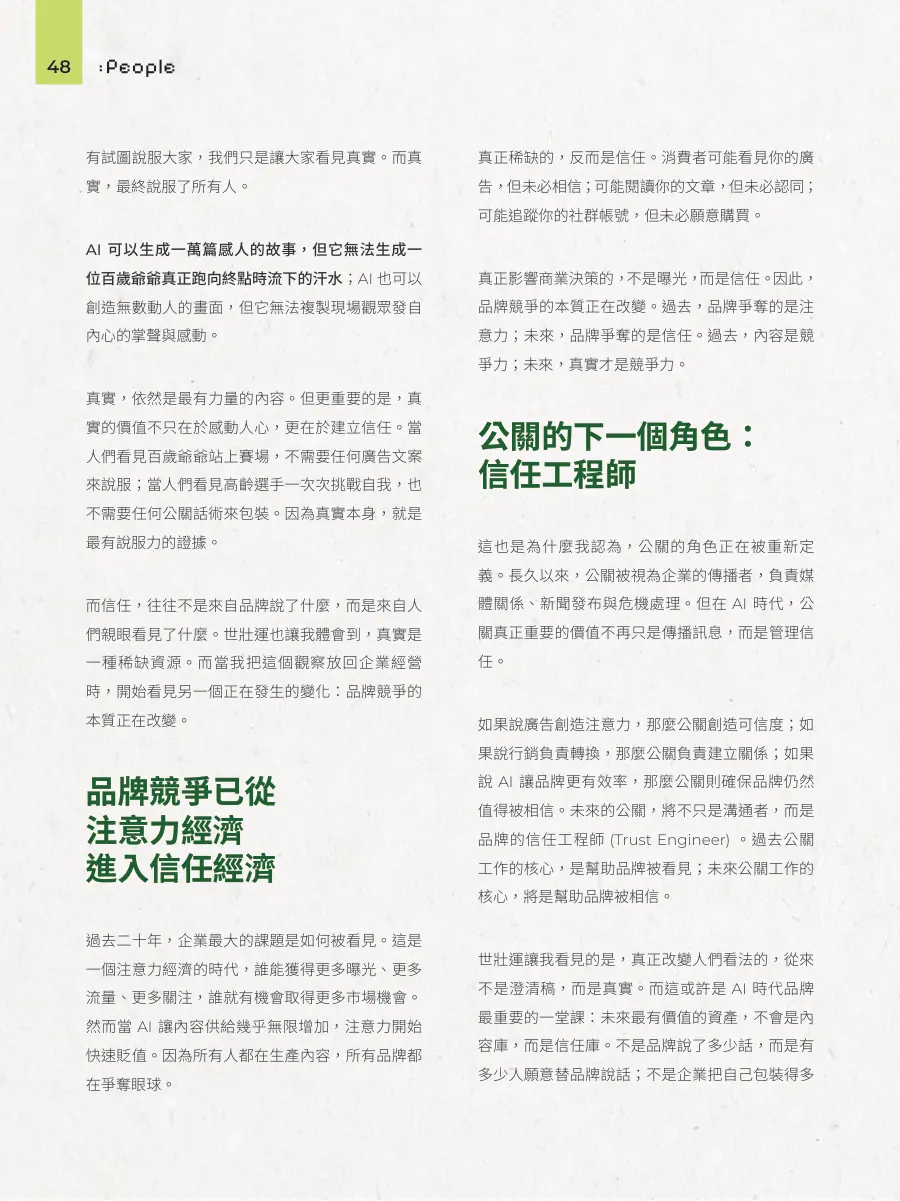 48
:People
有試圖說服大家，我們只是讓大家看見真實。而真
實，最終說服了所有人。
AI 可以生成一萬篇感人的故事，但它無法生成一
位百歲爺爺真正跑向終點時流下的汗水；AI 也可以
創造無數動人的畫面，但它無法複製現場觀眾發自
內心的掌聲與感動。
真實，依然是最有力量的內容。但更重要的是，真
實的價值不只在於感動人心，更在於建立信任。當
人們看見百歲爺爺站上賽場，不需要任何廣告文案
來說服；當人們看見高齡選手一次次挑戰自我，也
不需要任何公關話術來包裝。因為真實本身，就是
最有說服力的證據。
而信任，往往不是來自品牌說了什麼，而是來自人
們親眼看見了什麼。世壯運也讓我體會到，真實是
一種稀缺資源。而當我把這個觀察放回企業經營
時，開始看見另一個正在發生的變化：品牌競爭的
本質正在改變。
品牌競爭已從
注意力經濟
進入信任經濟
過去二十年，企業最大的課題是如何被看見。這是
一個注意力經濟的時代，誰能獲得更多曝光、更多
流量、更多關注，誰就有機會取得更多市場機會。
然而當 AI 讓內容供給幾乎無限增加，注意力開始
快速貶值。因為所有人都在生產內容，所有品牌都
在爭奪眼球。
真正稀缺的，反而是信任。消費者可能看見你的廣
告，但未必相信；可能閱讀你的文章，但未必認同；
可能追蹤你的社群帳號，但未必願意購買。
真正影響商業決策的，不是曝光，而是信任。因此，
品牌競爭的本質正在改變。過去，品牌爭奪的是注
意力；未來，品牌爭奪的是信任。過去，內容是競
爭力；未來，真實才是競爭力。
公關的下一個角色：
信任工程師
這也是為什麼我認為，公關的角色正在被重新定
義。長久以來，公關被視為企業的傳播者，負責媒
體關係、新聞發布與危機處理。但在 AI 時代，公
關真正重要的價值不再只是傳播訊息，而是管理信
任。
如果說廣告創造注意力，那麼公關創造可信度；如
果說行銷負責轉換，那麼公關負責建立關係；如果
說 AI 讓品牌更有效率，那麼公關則確保品牌仍然
值得被相信。未來的公關，將不只是溝通者，而是
品牌的信任工程師 (Trust Engineer) 。過去公關
工作的核心，是幫助品牌被看見；未來公關工作的
核心，將是幫助品牌被相信。
世壯運讓我看見的是，真正改變人們看法的，從來
不是澄清稿，而是真實。而這或許是 AI 時代品牌
最重要的一堂課：未來最有價值的資產，不會是內
容庫，而是信任庫。不是品牌說了多少話，而是有
多少人願意替品牌說話；不是企業把自己包裝得多